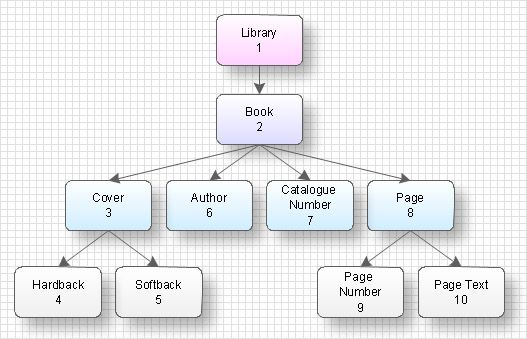 Library
1
Book
2
Cover
3
Author
6
Catalogue
Number
7
Page
8
Hardback
4
Softback
5
Page
Number
9
Page Text
10